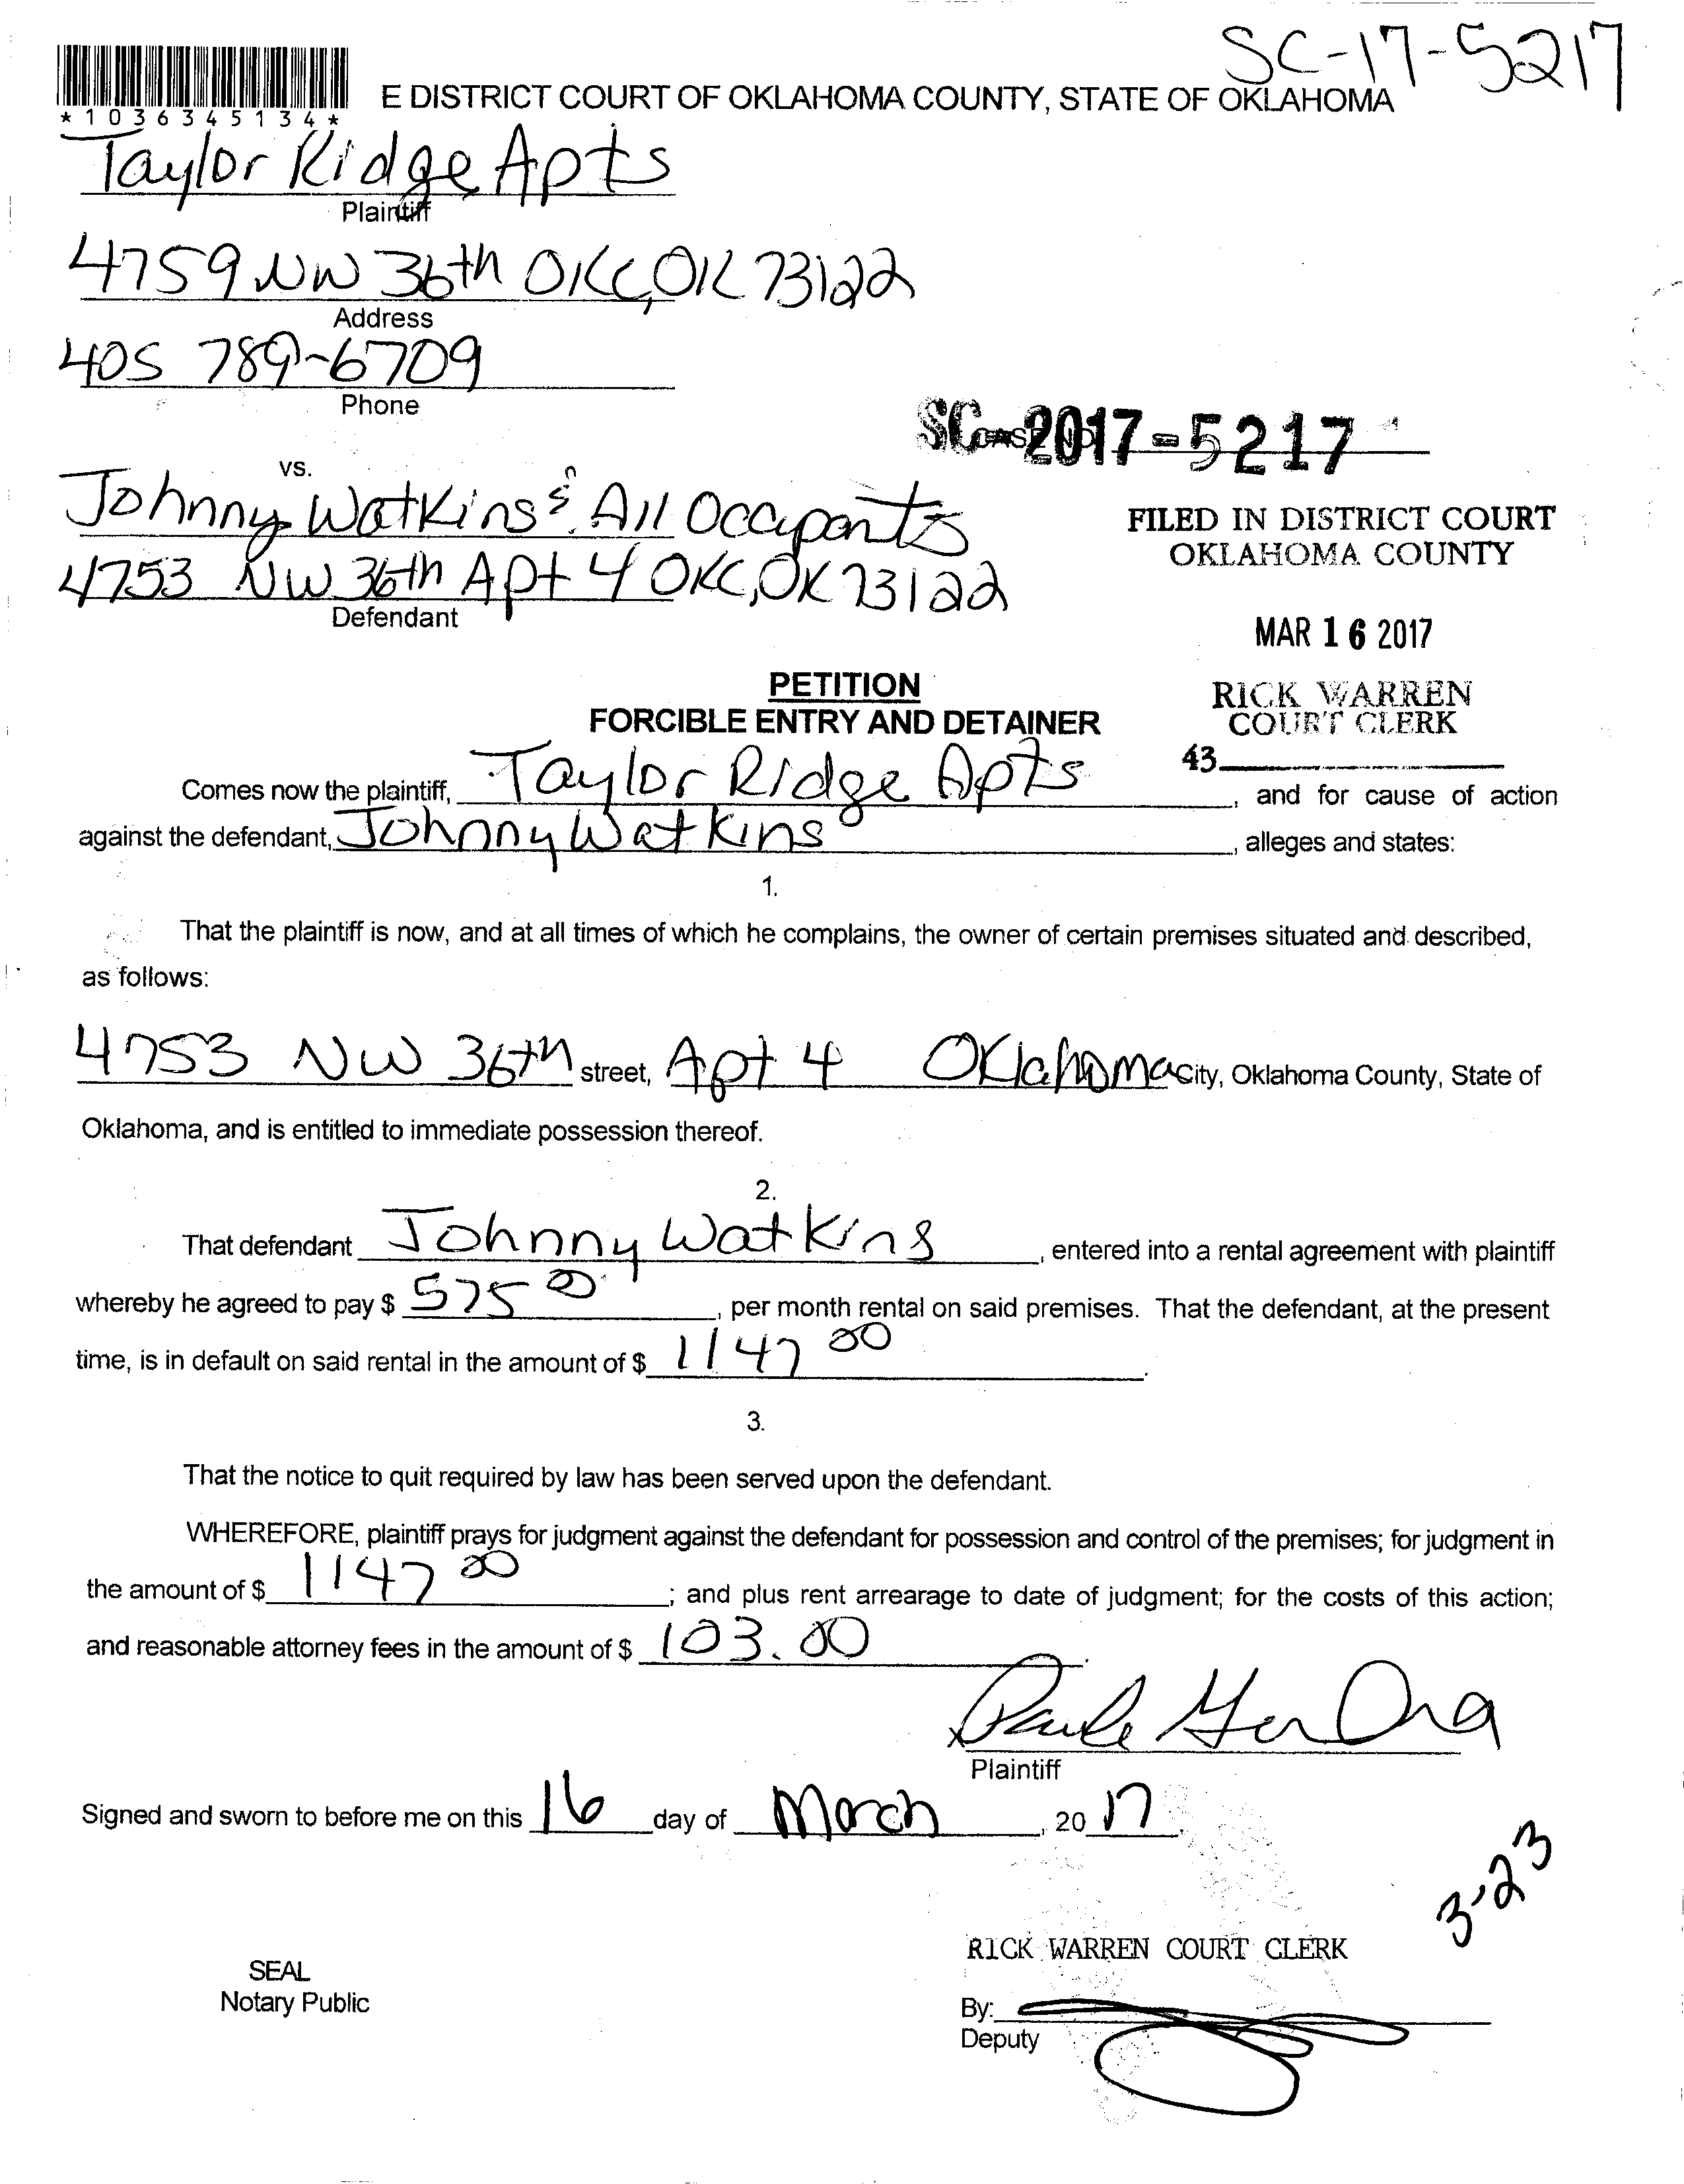 SC-17-5217
E DISTRICT COURT OF OKLAHOMA COUNTY, STATE OF OKLAHOMA
*1036345134*
Taylor Ridge Apts
Plaintiff
4759 NW 36th OKC, OK 73122
Address
405 789-6709
Phone
SC-2017-5217
vs.
Johnny Watkins & All Occupants
4753 NW 36th Apt 4 OKC, OK 73122
Defendant
FILED IN DISTRICT COURT
OKLAHOMA COUNTY
MAR 16 2017
RICK WARREN
COURT CLERK
43
PETITION
FORCIBLE ENTRY AND DETAINER
Comes now the plaintiff, Taylor Ridge Apts, and for cause of action
against the defendant, Johnny Watkins, alleges and states:
1.
That the plaintiff is now, and at all times of which he complains, the owner of certain premises situated and described,
as follows:
4753 NW 36th street, Apt 4 Oklahoma City, Oklahoma County, State of
Oklahoma, and is entitled to immediate possession thereof.
2.
That defendant Johnny Watkins, entered into a rental agreement with plaintiff
whereby he agreed to pay $ 575 00, per month rental on said premises. That the defendant, at the present
time, is in default on said rental in the amount of $ 1147 00.
3.
That the notice to quit required by law has been served upon the defendant.
WHEREFORE, plaintiff prays for judgment against the defendant for possession and control of the premises; for judgment in
the amount of $ 1147 00; and plus rent arrearage to date of judgment; for the costs of this action;
and reasonable attorney fees in the amount of $ 103.00.
x
Plaintiff
Signed and sworn to before me on this 16 day of March, 20 17.
3-23
RICK WARREN COURT CLERK
SEAL
Notary Public
By:
Deputy